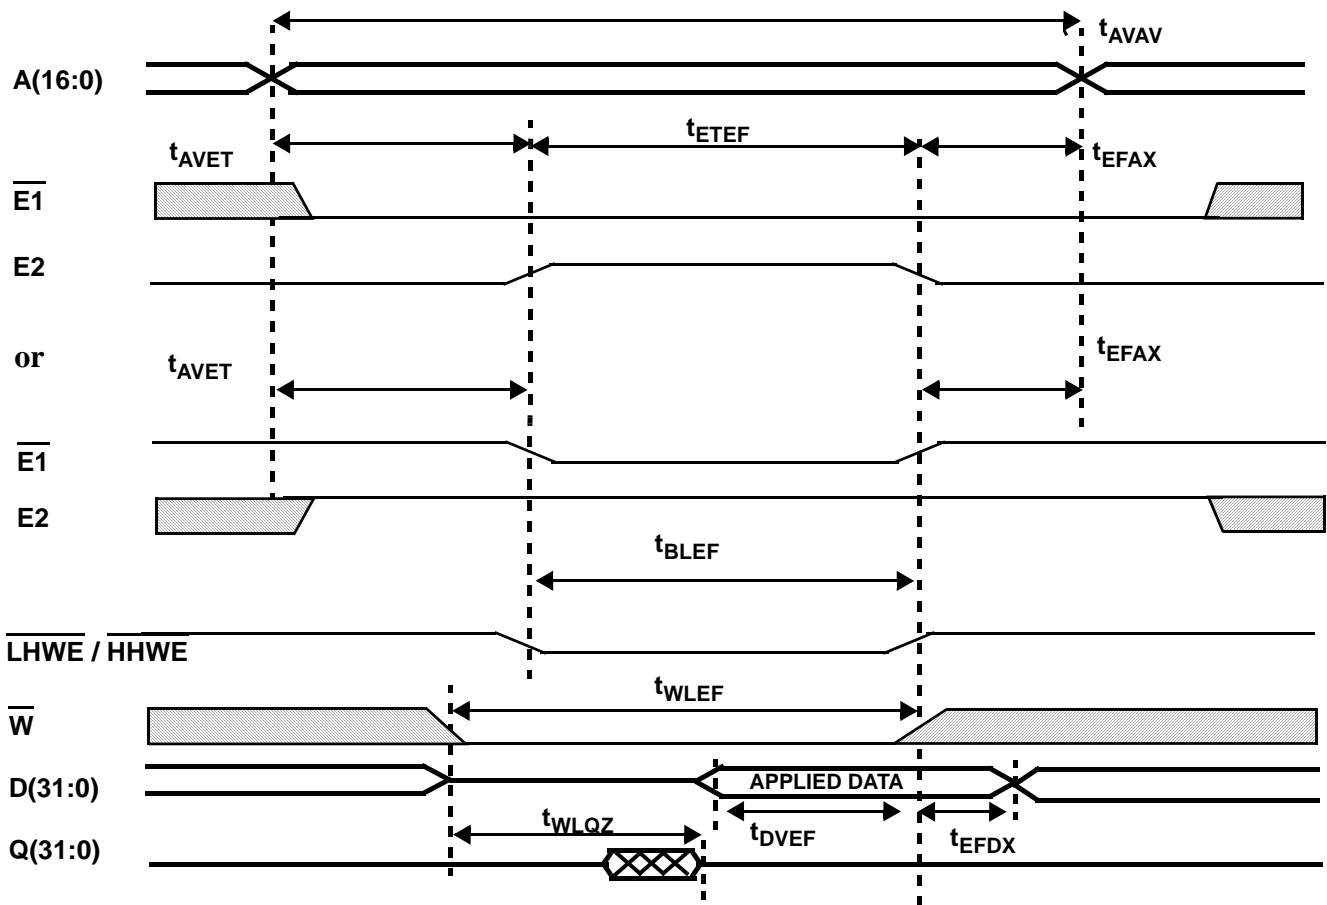 tAVAV
A(16:0)
tETEF
tAVET
tEFAX
E1
E2
or
tAVET
tEFAX
E1
E2
tBLEF
LHWE / HHWE
tWLEF
W
D(31:0)
APPLIED DATA
tWLQZ
tDVEF
tEFDX
Q(31:0)